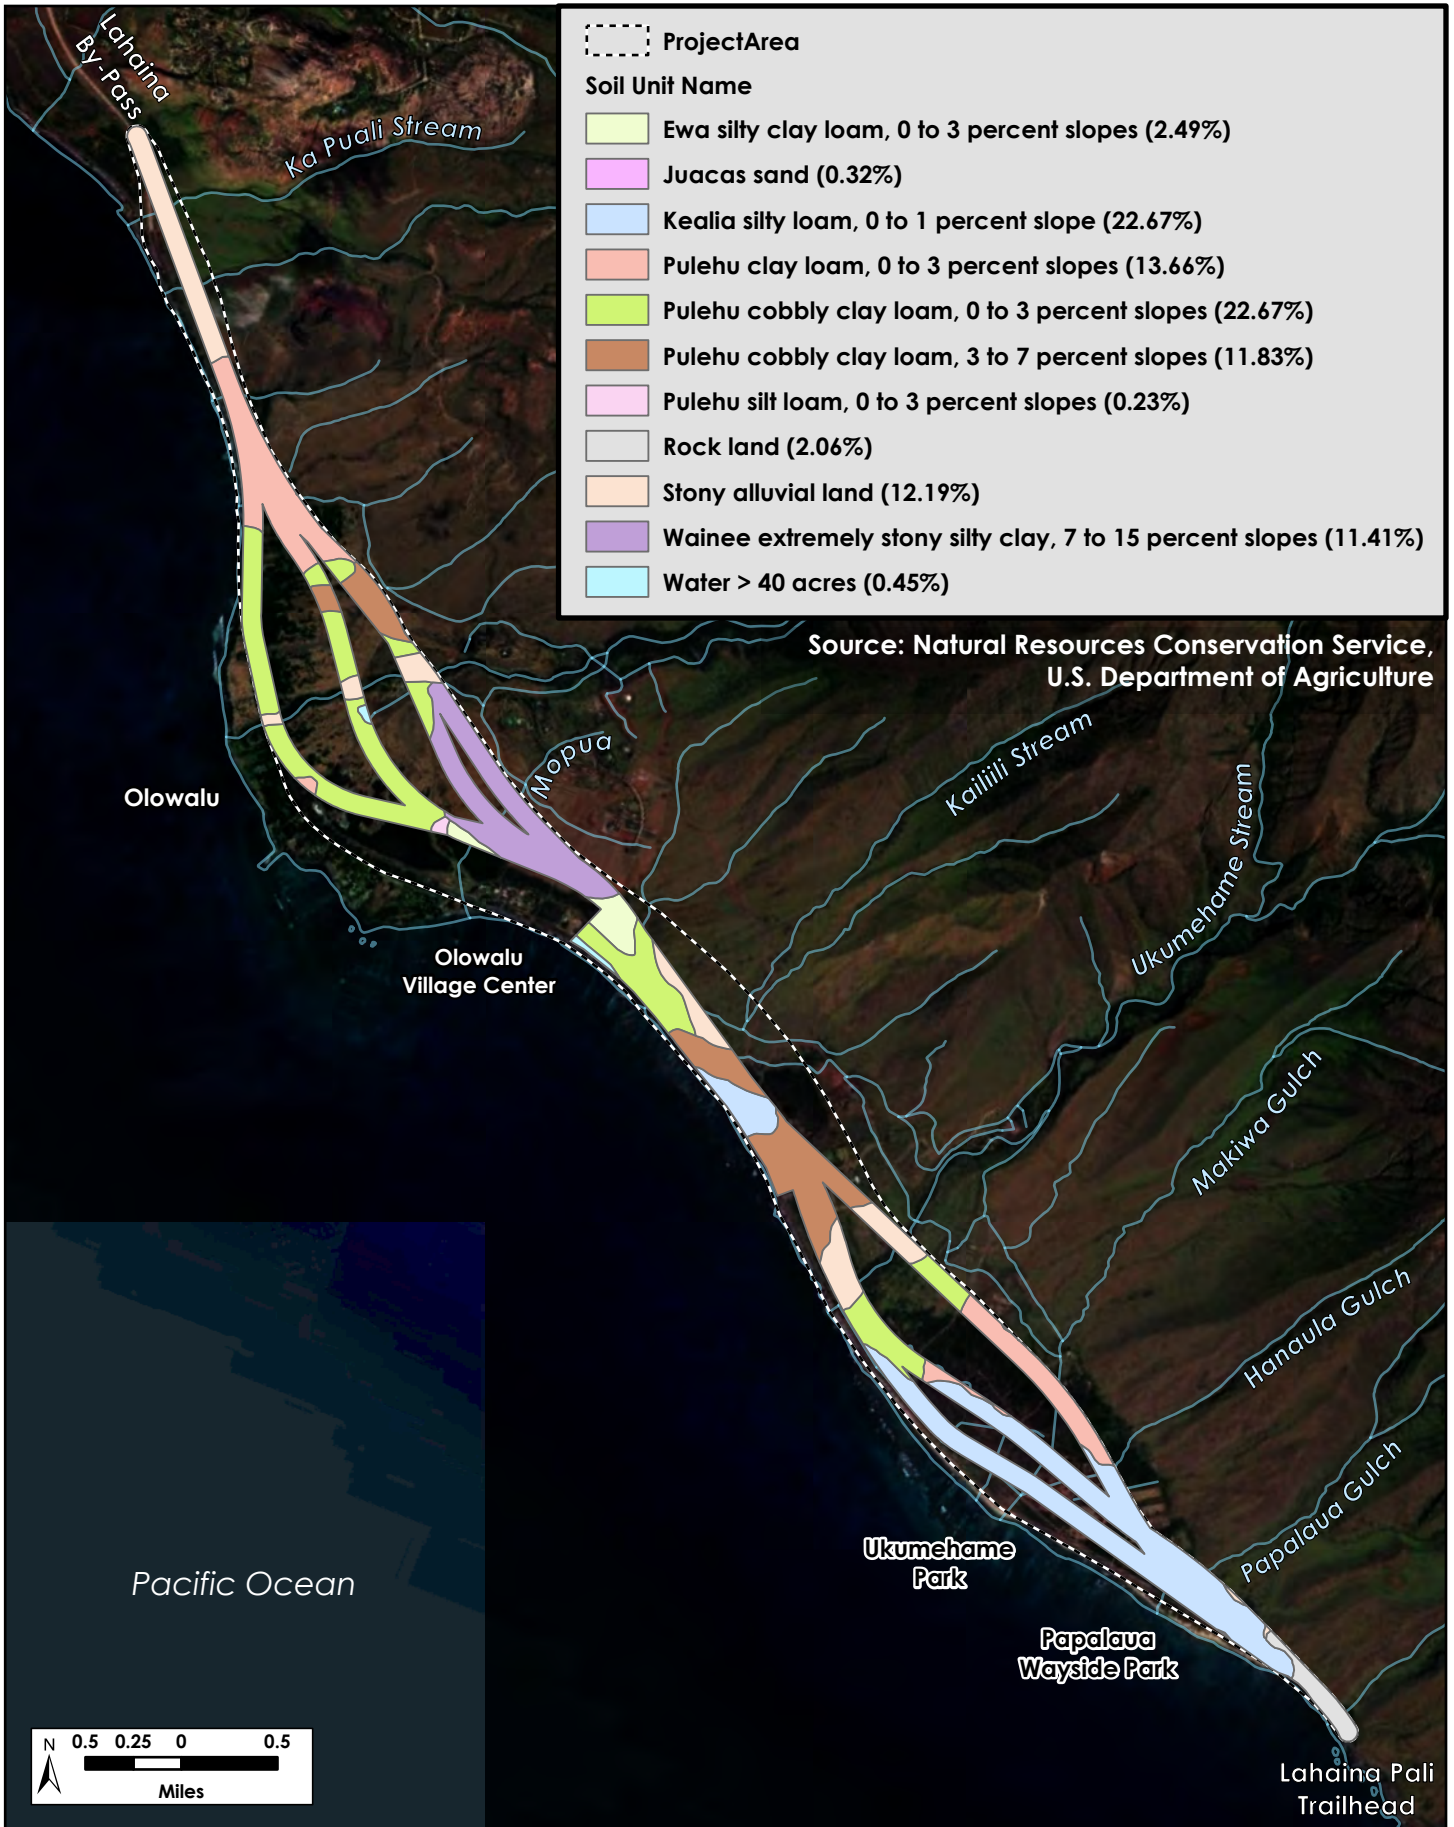 Lahaina
By-Pass
Ka Puali Stream
ProjectArea
Soil Unit Name
Ewa silty clay loam, 0 to 3 percent slopes (2.49%)
Juacas sand (0.32%)
Kealia silty loam, 0 to 1 percent slope (22.67%)
Pulehu clay loam, 0 to 3 percent slopes (13.66%)
Pulehu cobbly clay loam, 0 to 3 percent slopes (22.67%)
Pulehu cobbly clay loam, 3 to 7 percent slopes (11.83%)
Pulehu silt loam, 0 to 3 percent slopes (0.23%)
Rock land (2.06%)
Stony alluvial land (12.19%)
Wainee extremely stony silty clay, 7 to 15 percent slopes (11.41%)
Water > 40 acres (0.45%)
Source: Natural Resources Conservation Service,
U.S. Department of Agriculture
Mopua
Kailiili Stream
Ukumehame Stream
Olowalu
Olowalu
Village Center
Makiwa Gulch
Hanaula Gulch
Papalaua Gulch
Ukumehame
Park
Pacific Ocean
Papalaua
Wayside Park
N
0.5 0.25 0 0.5
Miles
Lahaina Pali
Trailhead